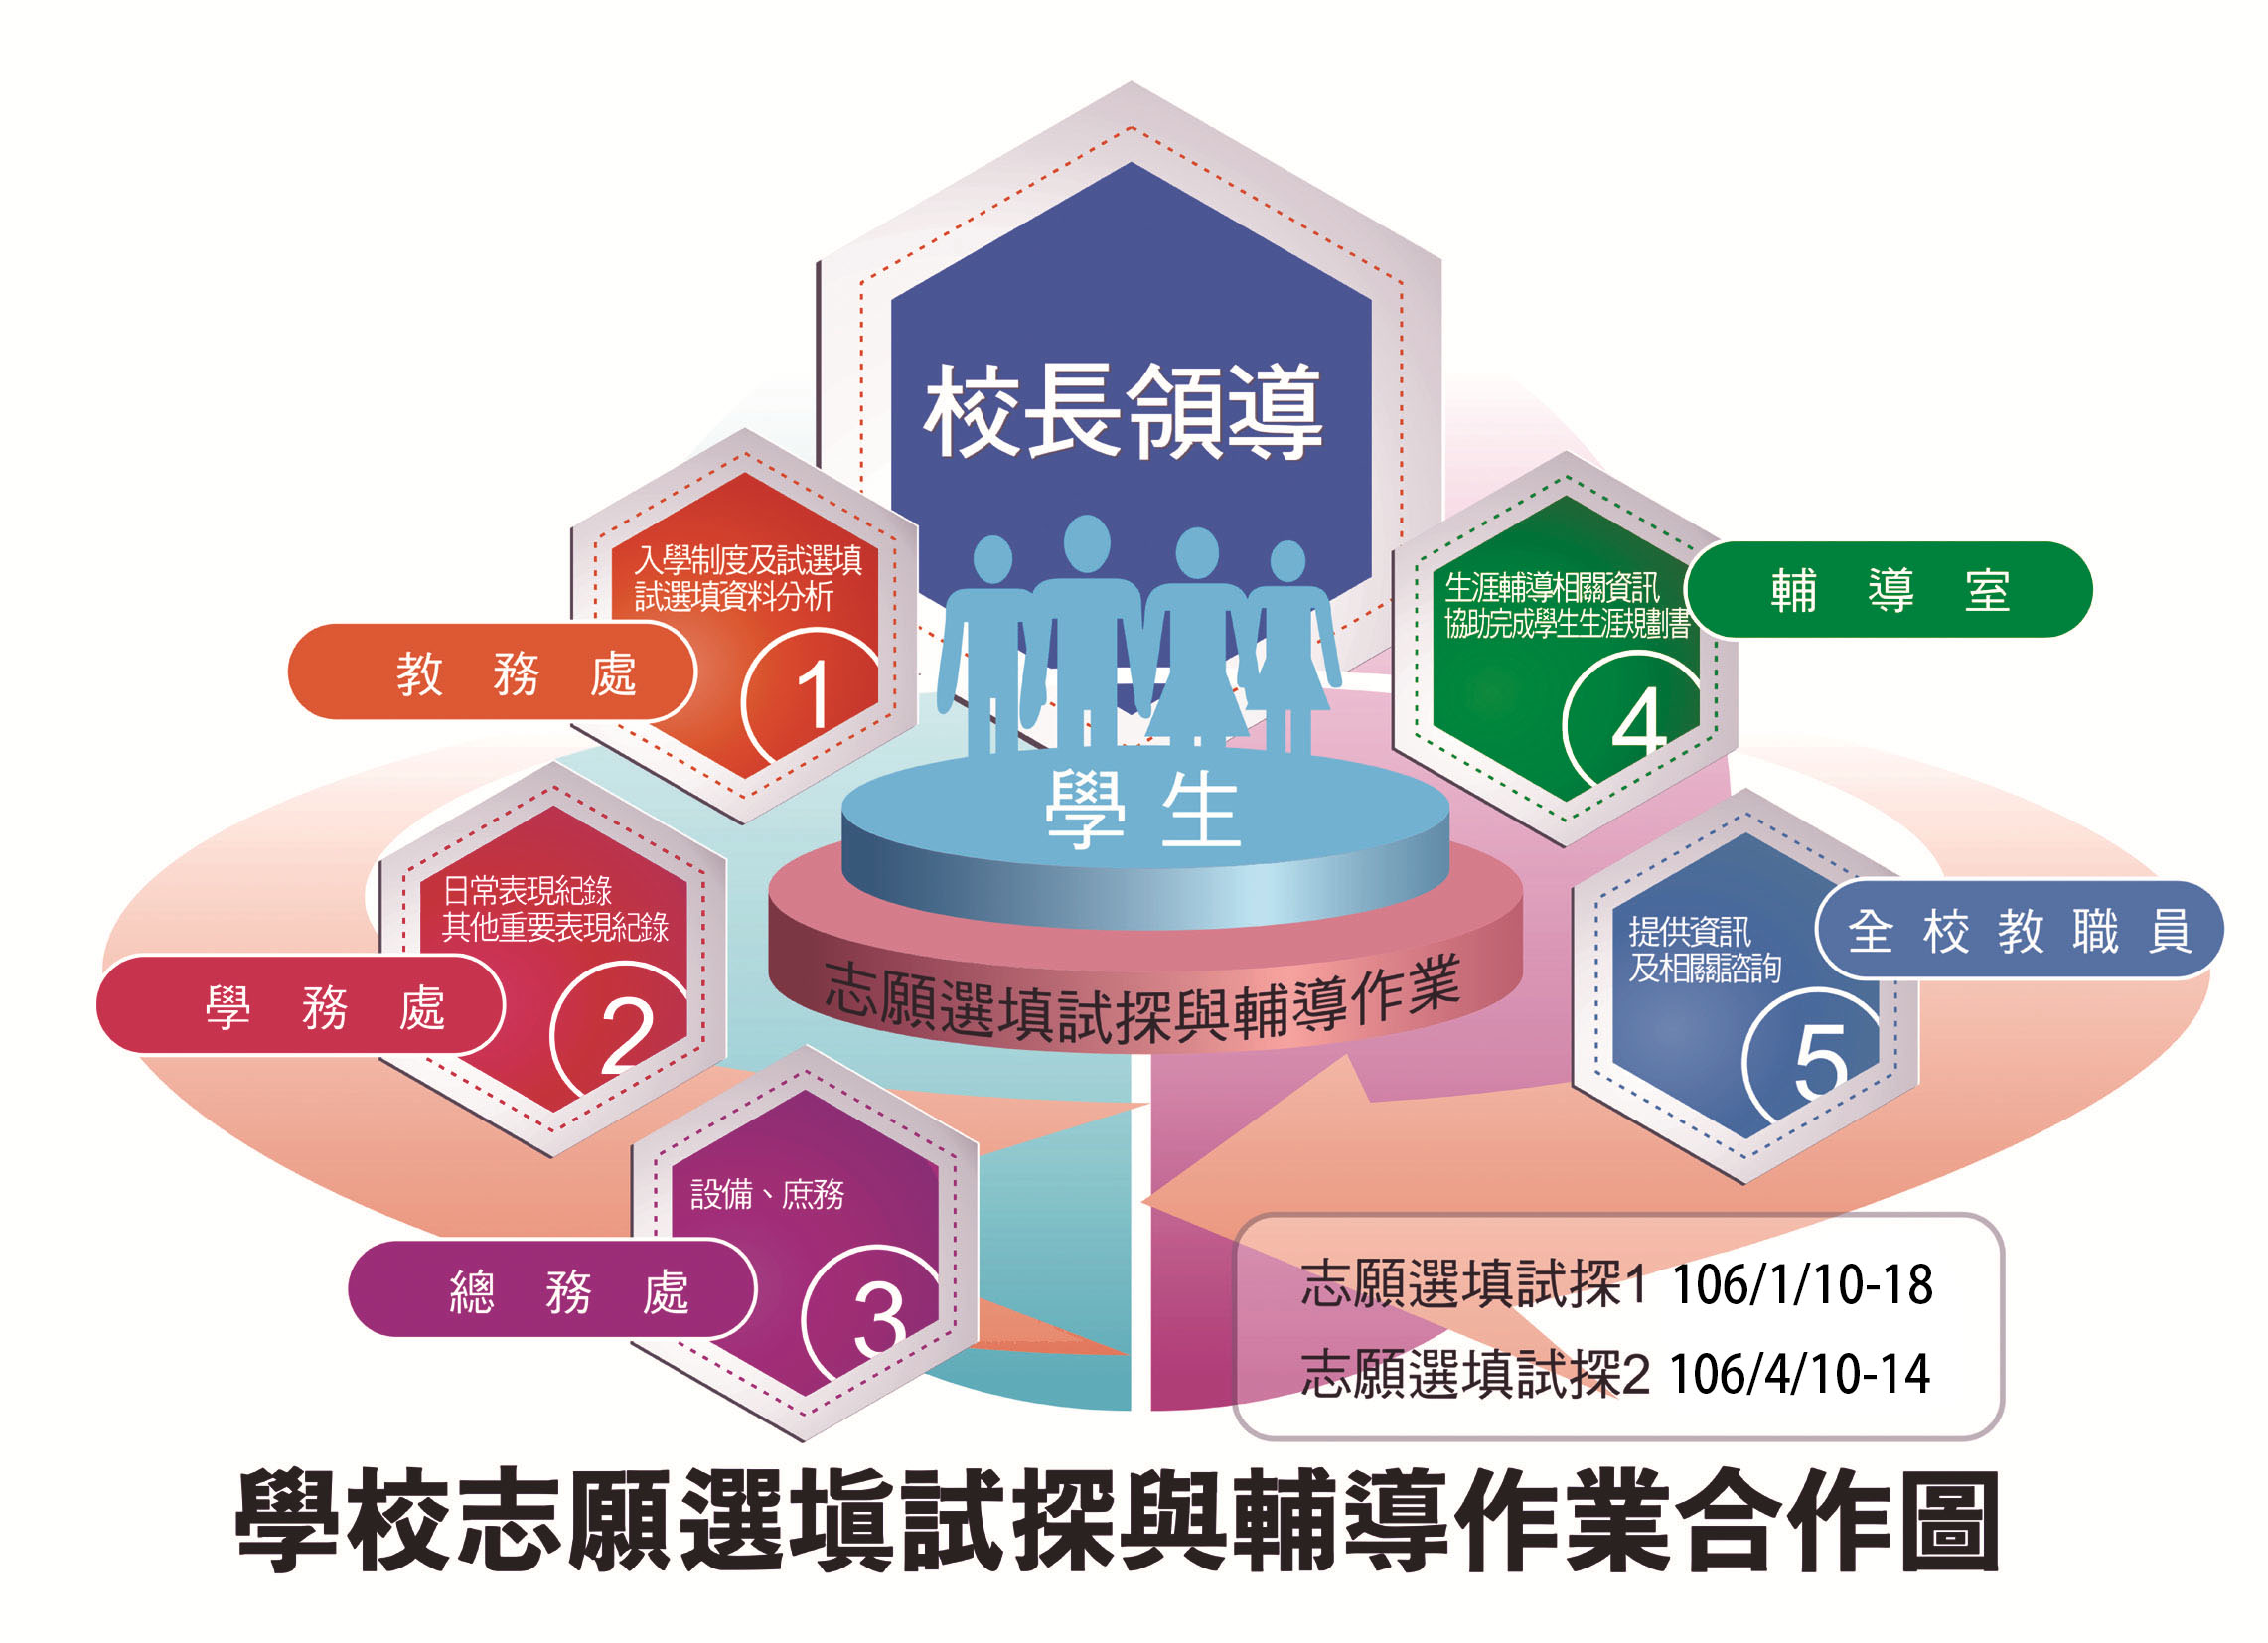 校長領導
入學制度及試選填
試選填資料分析
教務處
1
日常表現紀錄
其他重要表現紀錄
學務處
2
設備、庶務
總務處
3
生涯輔導相關資訊
協助完成學生生涯規劃書
輔導室
4
提供資訊
及相關諮詢
全校教職員
5
學生
志願選填試探與輔導作業
志願選填試探1 106/1/10-18
志願選填試探2 106/4/10-14
學校志願選填試探與輔導作業合作圖